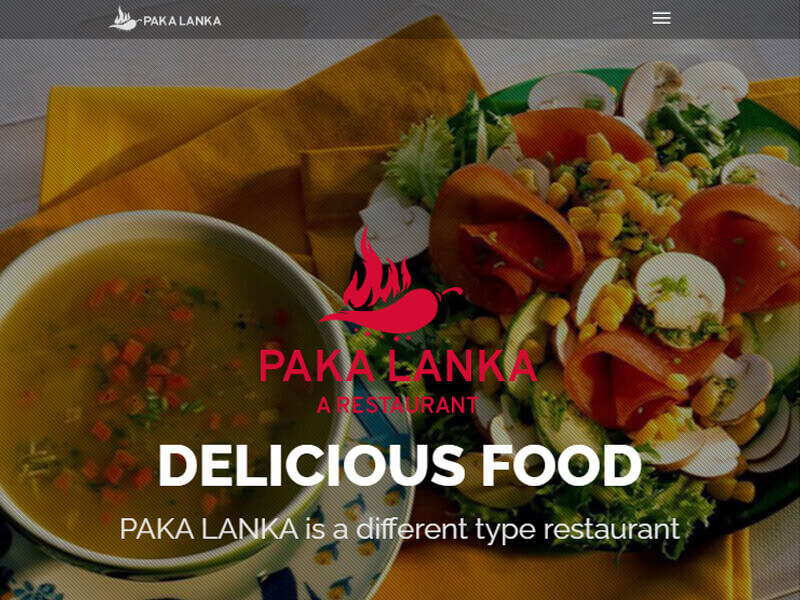 PAKA LANKA
PAKA LANKA
A RESTAURANT
DELICIOUS FOOD
PAKA LANKA is a different type restaurant